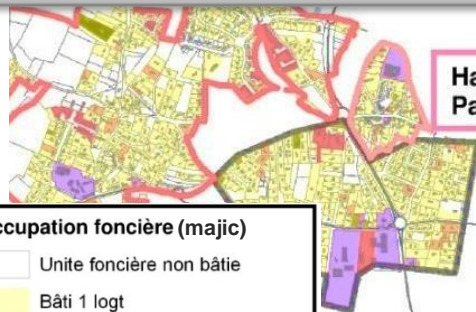 Ha
Pa
ccupation foncière (majic)
Unite foncière non bâtie
Bâti 1 logt